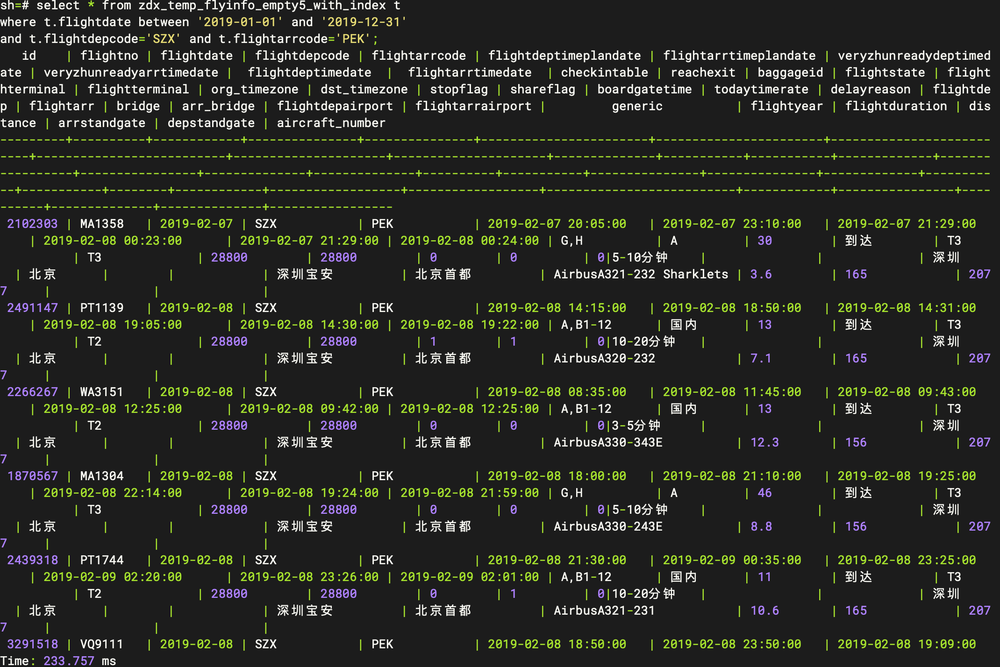 sh=# select * from zdx_temp_flyinfo_empty5_with_index t
where t.flightdate between '2019-01-01' and '2019-12-31'
and t.flightdepcode='SZX' and t.flightarrcode='PEK';
   id    | flightno | flightdate | flightdepcode | flightarrcode | flightdeptimeplandate | flightarrtimeplandate | veryzhunreadydeptimed
ate | veryzhunreadyarrtimedate |  flightdeptimedate  |  flightarrtimedate  | checkintable | reachexit | baggageid | flightstate | flight
hterminal | flightterminal | org_timezone | dst_timezone | stopflag | shareflag | boardgatetime | todaytimerate | delayreason | flightde
p | flightarr | bridge | arr_bridge | flightdepairport | flightarrairport |         generic          | flightyear | flightduration | dis
tance | arrstandgate | depstandgate | aircraft_number
---------+----------+------------+---------------+---------------+-----------------------+-----------------------+----------------------
----+--------------------------+---------------------+---------------------+--------------+-----------+-----------+-------------+-------
----------+----------------+--------------+--------------+----------+-----------+---------------+---------------+-------------+---------
--+-----------+--------+------------+------------------+------------------+--------------------------+------------+----------------+----
------+--------------+--------------+-----------------
 2102303 | MA1358   | 2019-02-07 | SZX           | PEK           | 2019-02-07 20:05:00   | 2019-02-07 23:10:00   | 2019-02-07 21:29:00
    | 2019-02-08 00:23:00      | 2019-02-07 21:29:00 | 2019-02-08 00:24:00 | G,H          | A         | 30        | 到达         | T3
          | T3             | 28800        | 28800        | 0        | 0         | 0|5-10分钟     |               |             | 深圳
  | 北京       |        |            | 深圳宝安         | 北京首都         | AirbusA321-232 Sharklets | 3.6        | 165            | 207
7     |              |              |
 2491147 | PT1139   | 2019-02-08 | SZX           | PEK           | 2019-02-08 14:15:00   | 2019-02-08 18:50:00   | 2019-02-08 14:31:00
    | 2019-02-08 19:05:00      | 2019-02-08 14:30:00 | 2019-02-08 19:22:00 | A,B1-12      | 国内      | 13        | 到达         | T3
          | T2             | 28800        | 28800        | 1        | 1         | 0|10-20分钟    |               |             | 深圳
  | 北京       |        |            | 深圳宝安         | 北京首都         | AirbusA320-232           | 7.1        | 165            | 207
7     |              |              |
 2266267 | WA3151   | 2019-02-08 | SZX           | PEK           | 2019-02-08 08:35:00   | 2019-02-08 11:45:00   | 2019-02-08 09:43:00
    | 2019-02-08 12:25:00      | 2019-02-08 09:42:00 | 2019-02-08 12:25:00 | A,B1-12      | 国内      | 13        | 到达         | T3
          | T2             | 28800        | 28800        | 0        | 0         | 0|3-5分钟      |               |             | 深圳
  | 北京       |        |            | 深圳宝安         | 北京首都         | AirbusA330-343E          | 12.3       | 156            | 207
7     |              |              |
 1870567 | MA1304   | 2019-02-08 | SZX           | PEK           | 2019-02-08 18:00:00   | 2019-02-08 21:10:00   | 2019-02-08 19:25:00
    | 2019-02-08 22:14:00      | 2019-02-08 19:24:00 | 2019-02-08 21:59:00 | G,H          | A         | 46        | 到达         | T3
          | T3             | 28800        | 28800        | 0        | 0         | 0|5-10分钟     |               |             | 深圳
  | 北京       |        |            | 深圳宝安         | 北京首都         | AirbusA330-243E          | 8.8        | 156            | 207
7     |              |              |
 2439318 | PT1744   | 2019-02-08 | SZX           | PEK           | 2019-02-08 21:30:00   | 2019-02-09 00:35:00   | 2019-02-08 23:25:00
    | 2019-02-09 02:20:00      | 2019-02-08 23:26:00 | 2019-02-09 02:01:00 | A,B1-12      | 国内      | 11        | 到达         | T3
          | T2             | 28800        | 28800        | 0        | 1         | 0|10-20分钟    |               |             | 深圳
  | 北京       |        |            | 深圳宝安         | 北京首都         | AirbusA321-231           | 10.6       | 165            | 207
7     |              |              |
 3291518 | VQ9111   | 2019-02-08 | SZX           | PEK           | 2019-02-08 18:50:00   | 2019-02-08 23:50:00   | 2019-02-08 19:09:00
Time: 233.757 ms